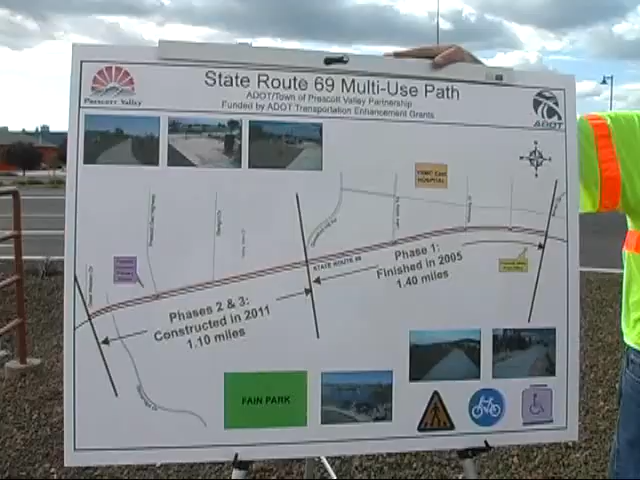 State Route 69 Multi-Use Path
ADOT/Town of Prescott Valley Partnership
Funded by ADOT Transportation Enhancement Grants
Prescott Valley
ADOT
YRMC EAST
HOSPITAL
STATE ROUTE 69
Phase 1:
Finished in 2005
1.40 miles
Phases 2 & 3:
Constructed in 2011
1.10 miles
FAIN PARK